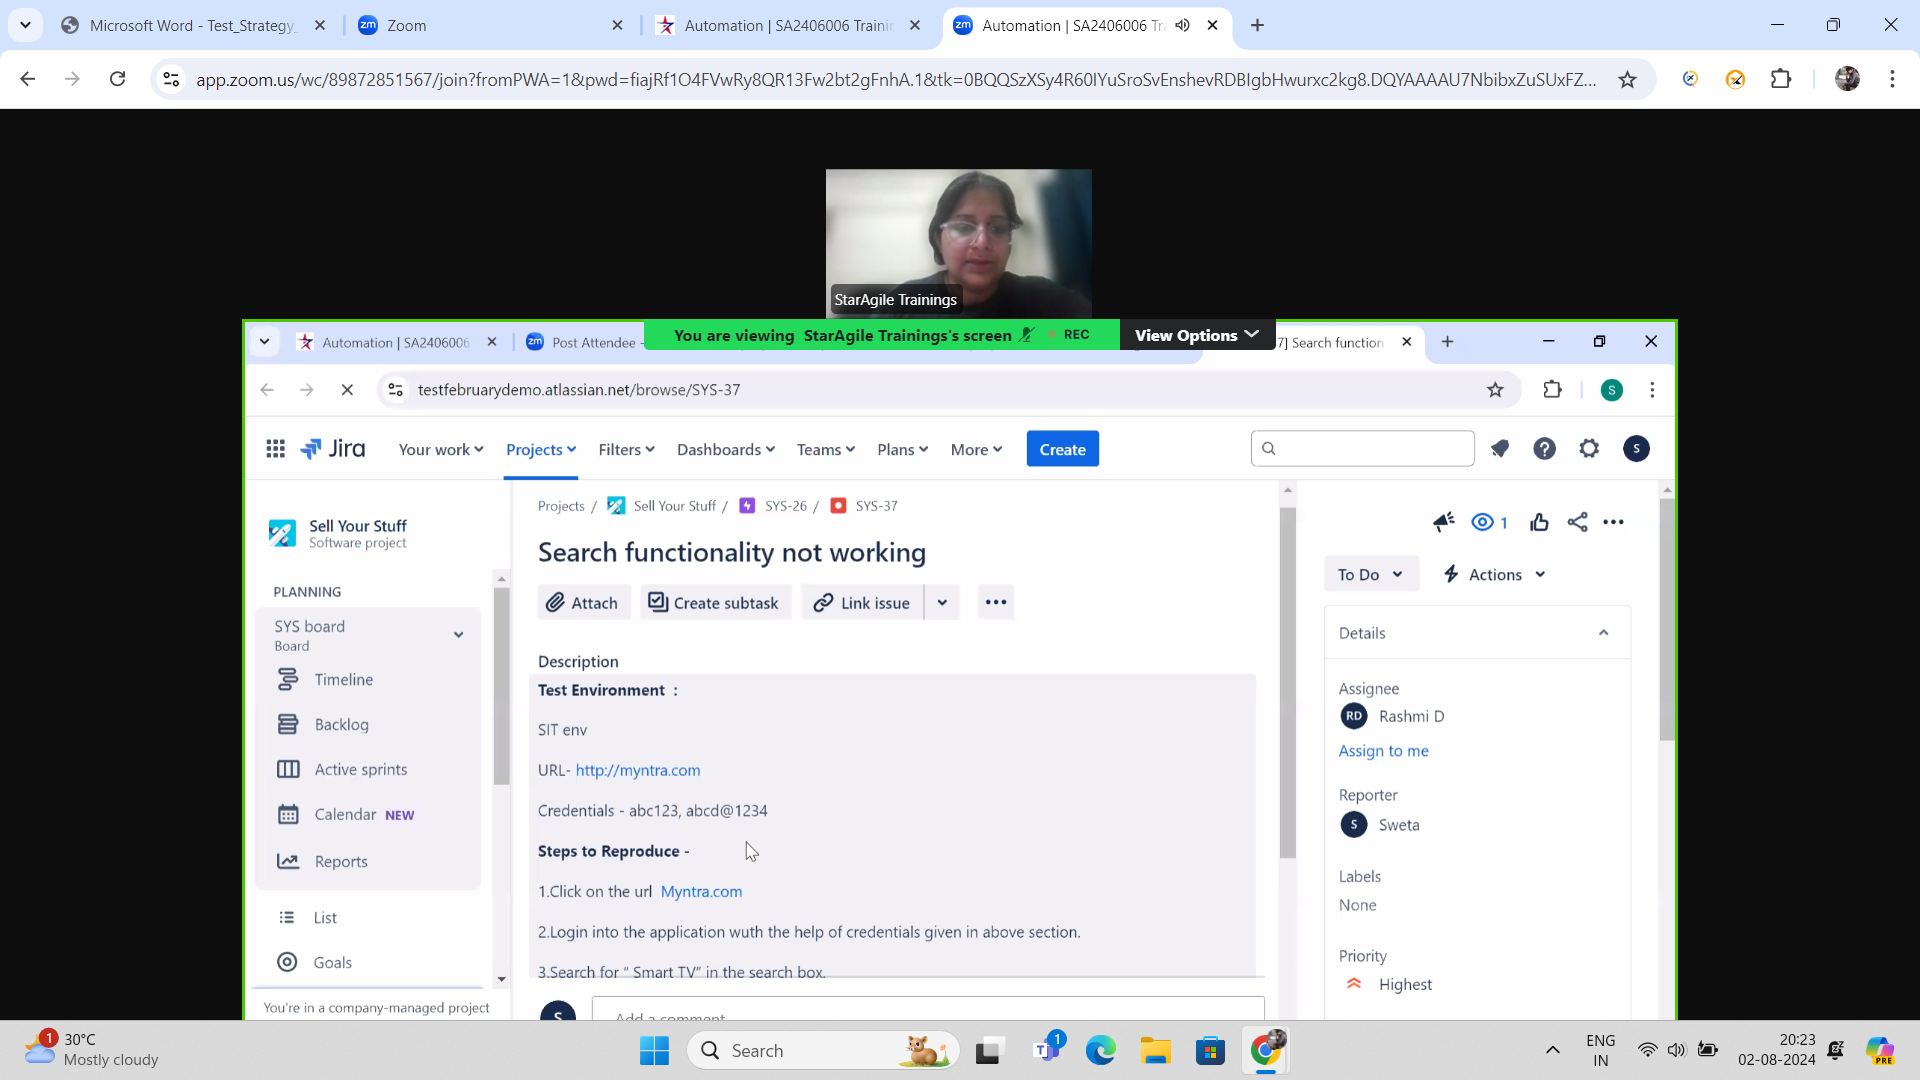 Microsoft Word - Test_Strategy_
Zoom
Automation | SA2406006 Trainin
Automation | SA2406006 Tra
app.zoom.us/wc/89872851567/join?fromPWA=1&pwd=fiajRf1O4FVwRy8QR13Fw2bt2gFnhA.1&tk=0BQQSzXSy4R60IYuSroSvEnshevRDBIgbHwurxc2kg8.DQYAAAAU7NbibxZuSUxFZ...
StarAgile Trainings
You are viewing StarAgile Trainings's screen
REC
View Options
Automation | SA2406006
Post Attendee -
7] Search function
testfebruarydemo.atlassian.net/browse/SYS-37
Jira
Your work
Projects
Filters
Dashboards
Teams
Plans
More
Create
S
Sell Your Stuff
Software project
PLANNING
SYS board
Board
Timeline
Backlog
Active sprints
Calendar NEW
Reports
List
Goals
You're in a company-managed project
Projects / Sell Your Stuff / SYS-26 / SYS-37
Search functionality not working
Attach
Create subtask
Link issue
Description
Test Environment :
SIT env
URL- http://myntra.com
Credentials - abc123, abcd@1234
Steps to Reproduce -
1.Click on the url Myntra.com
2.Login into the application wuth the help of credentials given in above section.
3.Search for “ Smart TV” in the search box.
S
Add a comment
1
To Do
Actions
Details
Assignee
RD Rashmi D
Assign to me
Reporter
S Sweta
Labels
None
Priority
Highest
1
30°C
Mostly cloudy
Search
1
ENG
IN
20:23
02-08-2024
PRE